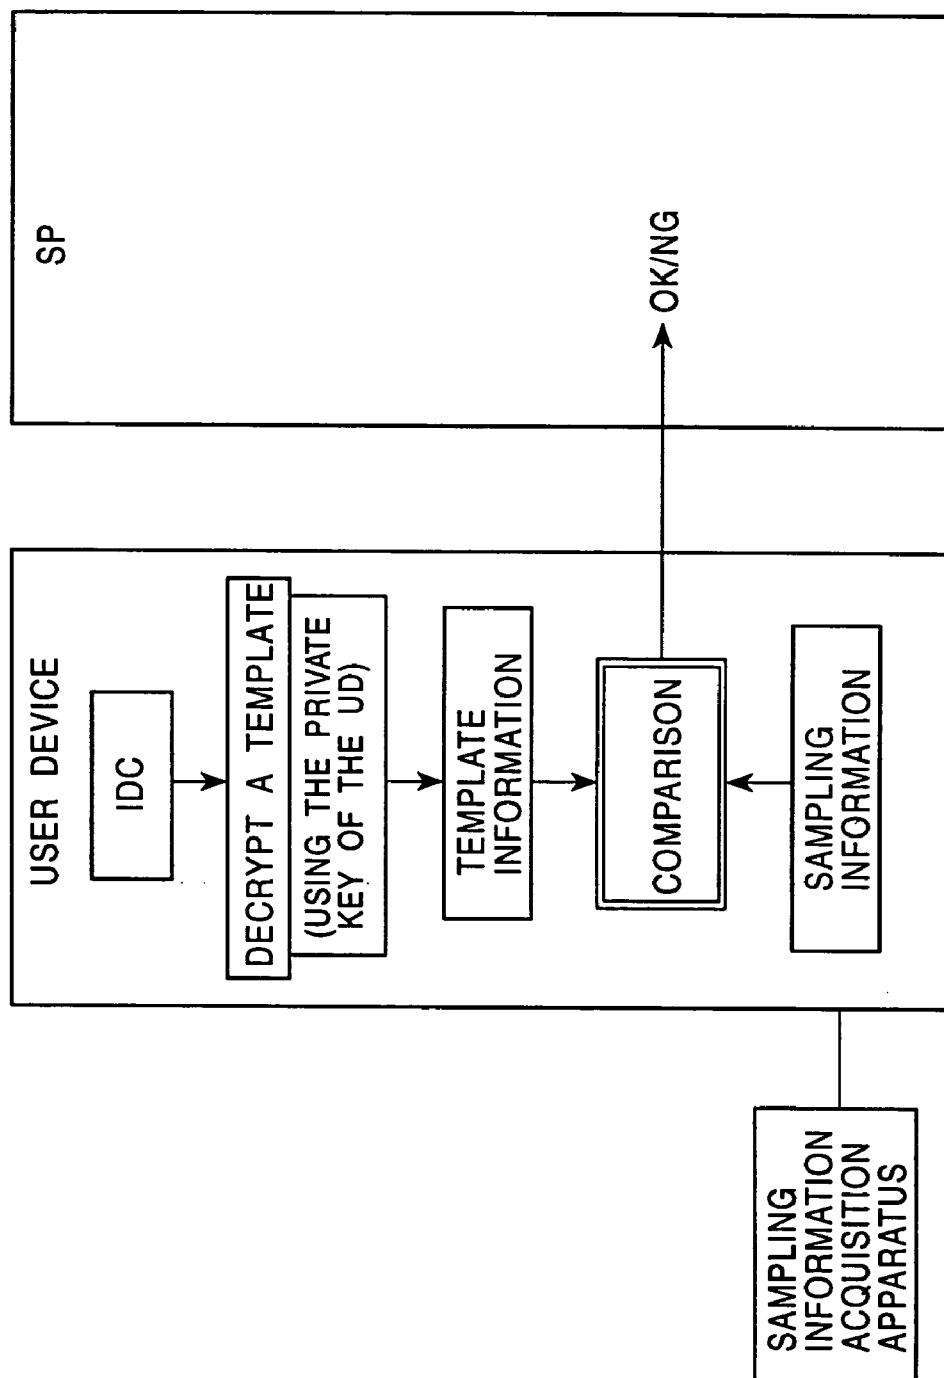 USER DEVICE
IDC
DECRYPT A TEMPLATE
(USING THE PRIVATE
KEY OF THE UD)
TEMPLATE
INFORMATION
COMPARISON
SAMPLING
INFORMATION
SAMPLING
INFORMATION
ACQUISITION
APPARATUS
SP
OK/NG